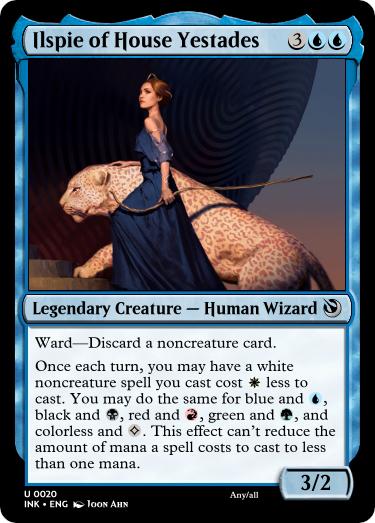 Ilspie of House Yestades 3
Legendary Creature — Human Wizard
Ward—Discard a noncreature card.
Once each turn, you may have a white
noncreature spell you cast cost less to
cast. You may do the same for blue and ,
black and , red and , green and , and
colorless and . This effect can't reduce the
amount of mana a spell costs to cast to less
than one mana.
3/2
U 0020
INK • ENG Joon Ahn
Any/all